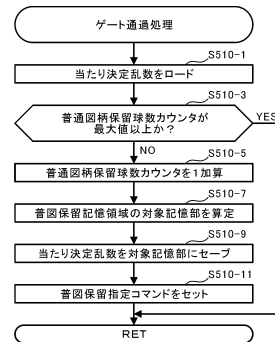 ゲート通過処理
S510-1
当たり決定乱数をロード
S510-3
普通図柄保留球数カウンタが
最大値以上か？
YES
NO
S510-5
普通図柄保留球数カウンタを1加算
S510-7
普図保留記憶領域の対象記憶部を算定
S510-9
当たり決定乱数を対象記憶部にセーブ
S510-11
普図保留指定コマンドをセット
RET